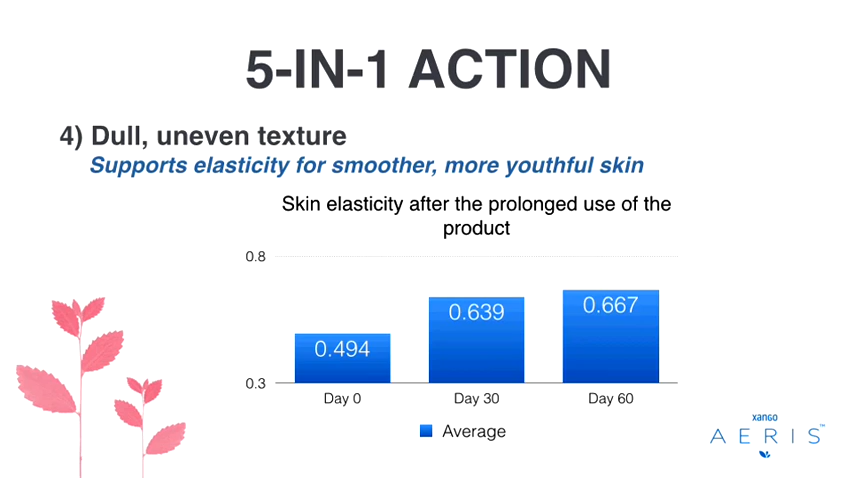 5-IN-1 ACTION
4) Dull, uneven texture
Supports elasticity for smoother, more youthful skin
Skin elasticity after the prolonged use of the
product
0.8
0.494
0.639
0.667
0.3
Day 0
Day 30
Day 60
Average
xango
AERIS™